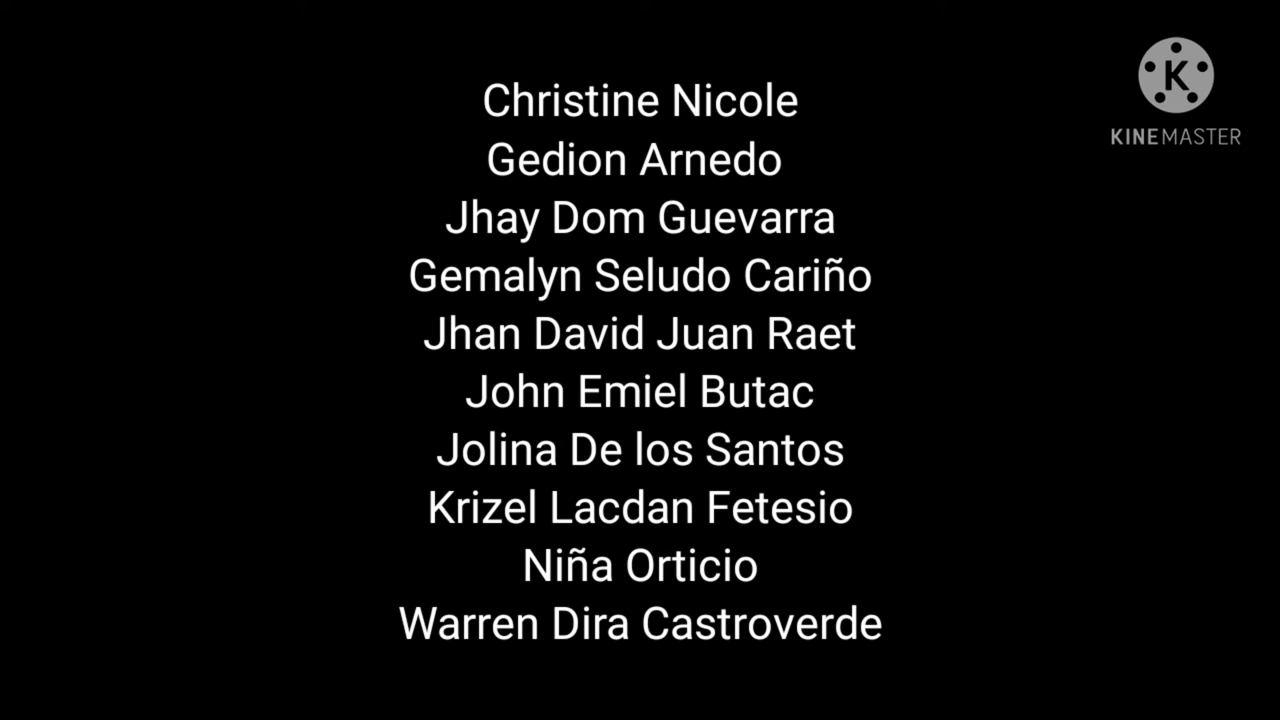 Christine Nicole
Gedion Arnedo
Jhay Dom Guevarra
Gemalyn Seludo Cariño
Jhan David Juan Raet
John Emiel Butac
Jolina De los Santos
Krizel Lacdan Fetesio
Niña Orticio
Warren Dira Castroverde
K
KINEMASTER